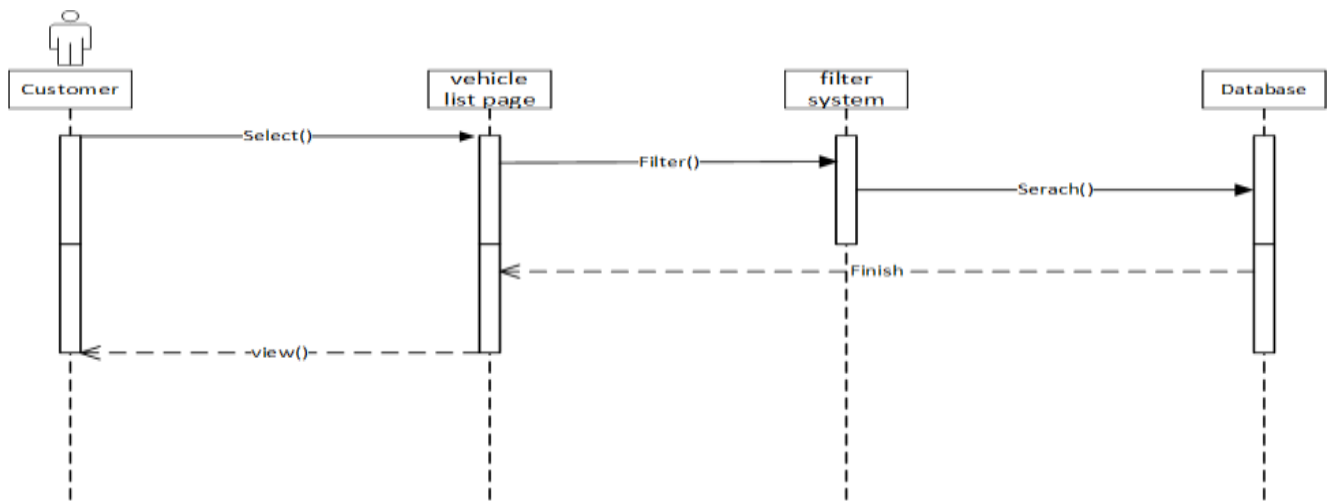 Customer
vehicle
list page
filter
system
Database
Select()
Filter()
Serach()
Finish
view()